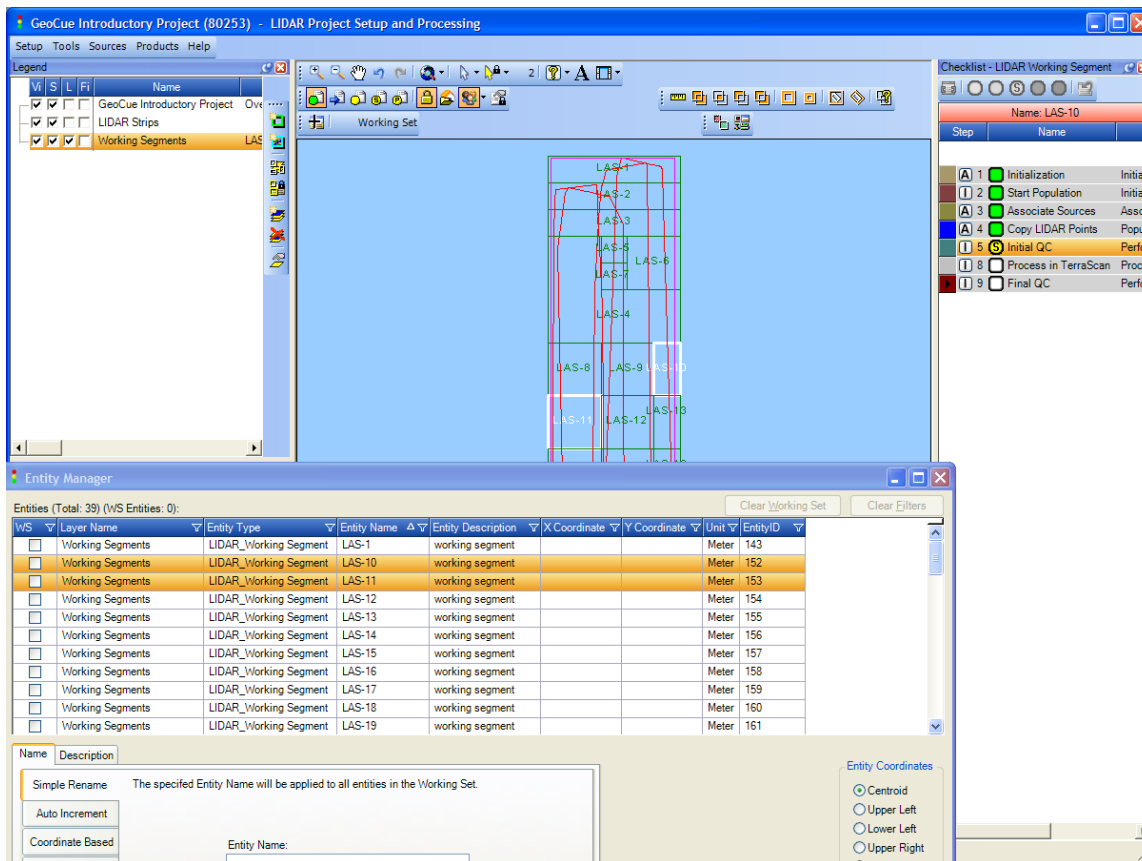 GeoCue Introductory Project (80253) - LIDAR Project Setup and Processing
Setup Tools Sources Products Help
Legend
Vi S L Fi Name
GeoCue Introductory Project Ove
LIDAR Strips
Working Segments LAS
2
Working Set
LAS-1
LAS-2
LAS-3
LAS-5
LAS-6
LAS-7
LAS-4
LAS-8 LAS-9 LAS-10
LAS-13
LAS-11 LAS-12
Checklist - LIDAR Working Segment
Name: LAS-10
Step Name
A 1 Initialization Initia
I 2 Start Population Initia
A 3 Associate Sources Asso
A 4 Copy LIDAR Points Popu
I 5 S Initial QC Perfo
I 8 Process in TerraScan Proc
I 9 Final QC Perfo
Entity Manager
Entities (Total: 39) (WS Entities: 0):
Clear Working Set Clear Filters
WS Layer Name Entity Type Entity Name Entity Description X Coordinate Y Coordinate Unit EntityID
Working Segments LIDAR_Working Segment LAS-1 working segment Meter 143
Working Segments LIDAR_Working Segment LAS-10 working segment Meter 152
Working Segments LIDAR_Working Segment LAS-11 working segment Meter 153
Working Segments LIDAR_Working Segment LAS-12 working segment Meter 154
Working Segments LIDAR_Working Segment LAS-13 working segment Meter 155
Working Segments LIDAR_Working Segment LAS-14 working segment Meter 156
Working Segments LIDAR_Working Segment LAS-15 working segment Meter 157
Working Segments LIDAR_Working Segment LAS-16 working segment Meter 158
Working Segments LIDAR_Working Segment LAS-17 working segment Meter 159
Working Segments LIDAR_Working Segment LAS-18 working segment Meter 160
Working Segments LIDAR_Working Segment LAS-19 working segment Meter 161
Name Description
Simple Rename
The specifed Entity Name will be applied to all entities in the Working Set.
Auto Increment
Coordinate Based
Entity Name:
Entity Coordinates
Centroid
Upper Left
Lower Left
Upper Right